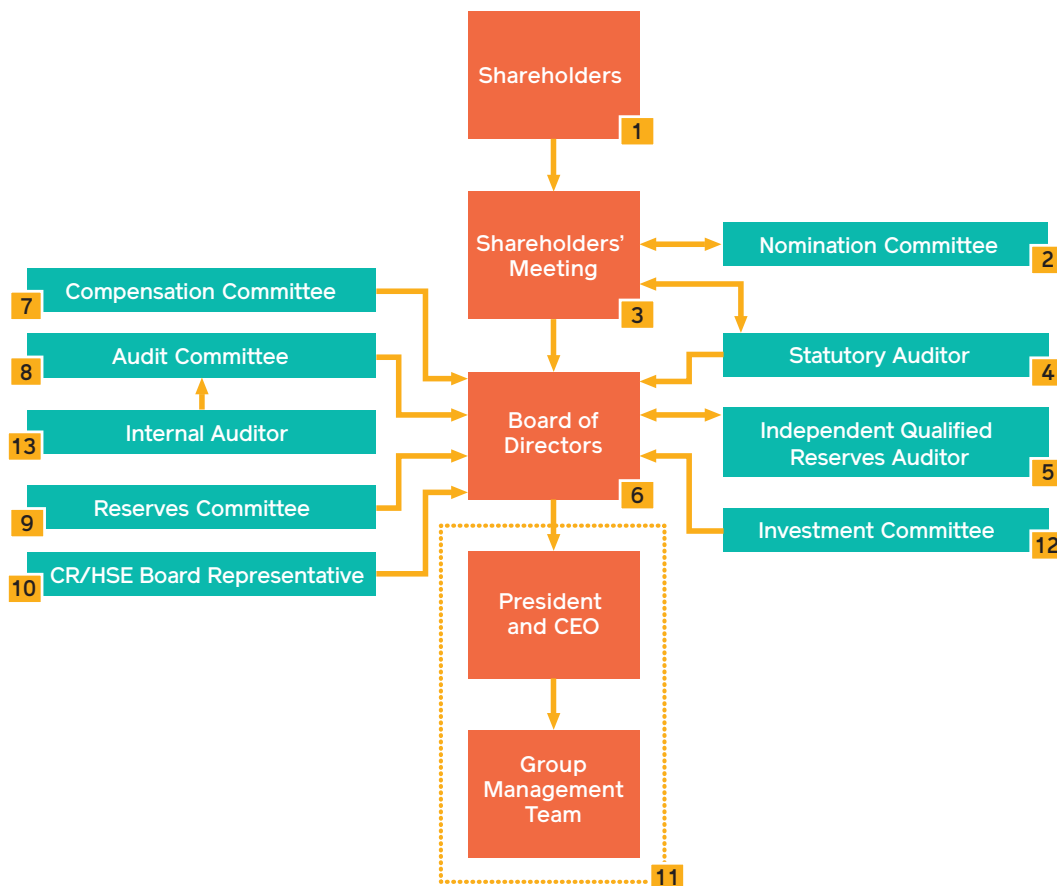 Shareholders
1
Shareholders’
Meeting
3
Nomination Committee
2
Compensation Committee
7
Audit Committee
8
Statutory Auditor
4
Internal Auditor
13
Board of
Directors
6
Independent Qualified
Reserves Auditor
5
Reserves Committee
9
Investment Committee
12
CR/HSE Board Representative
10
President
and CEO
Group
Management
Team
11